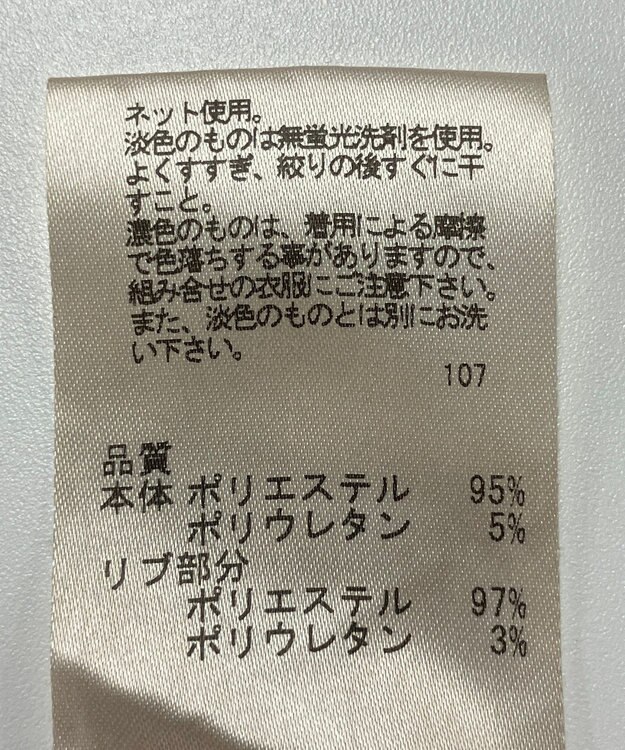 ネット使用。
淡色のものは無蛍光洗剤を使用。
よくすすぎ、絞りの後すぐに干
すこと。
濃色のものは、着用による摩擦
で色落ちする事がありますので、
組み合せの衣服にご注意下さい。
また、淡色のものとは別にお洗
い下さい。
107
品質
本体 ポリエステル 95%
ポリウレタン 5%
リブ部分
ポリエステル 97%
ポリウレタン 3%